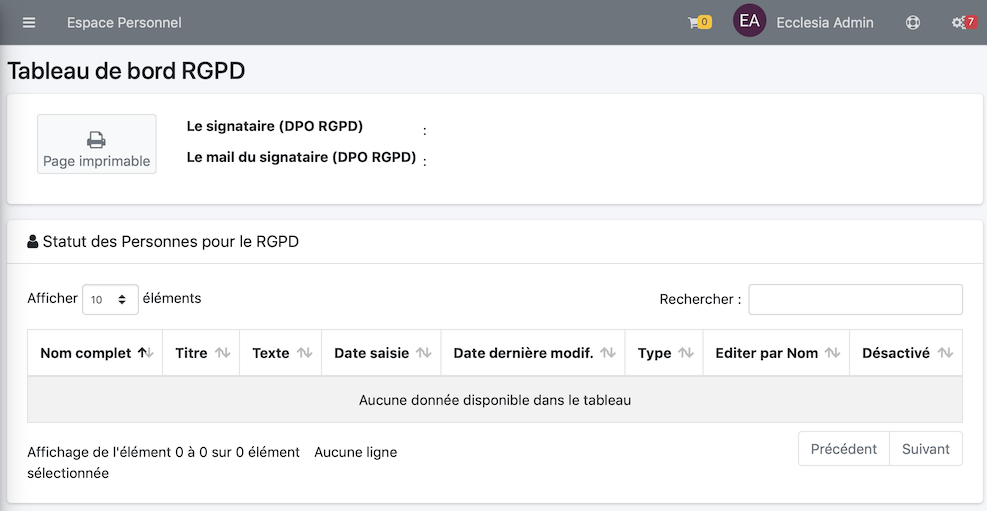 Espace Personnel 0 EA Ecclesia Admin 7
Tableau de bord RGPD
Page imprimable
Le signataire (DPO RGPD) :
Le mail du signataire (DPO RGPD) :
Statut des Personnes pour le RGPD
Afficher 10 éléments Rechercher :
Nom complet Titre Texte Date saisie Date dernière modif. Type Editer par Nom Désactivé
Aucune donnée disponible dans le tableau
Affichage de l'élément 0 à 0 sur 0 élément Aucune ligne
sélectionnée
Précédent Suivant